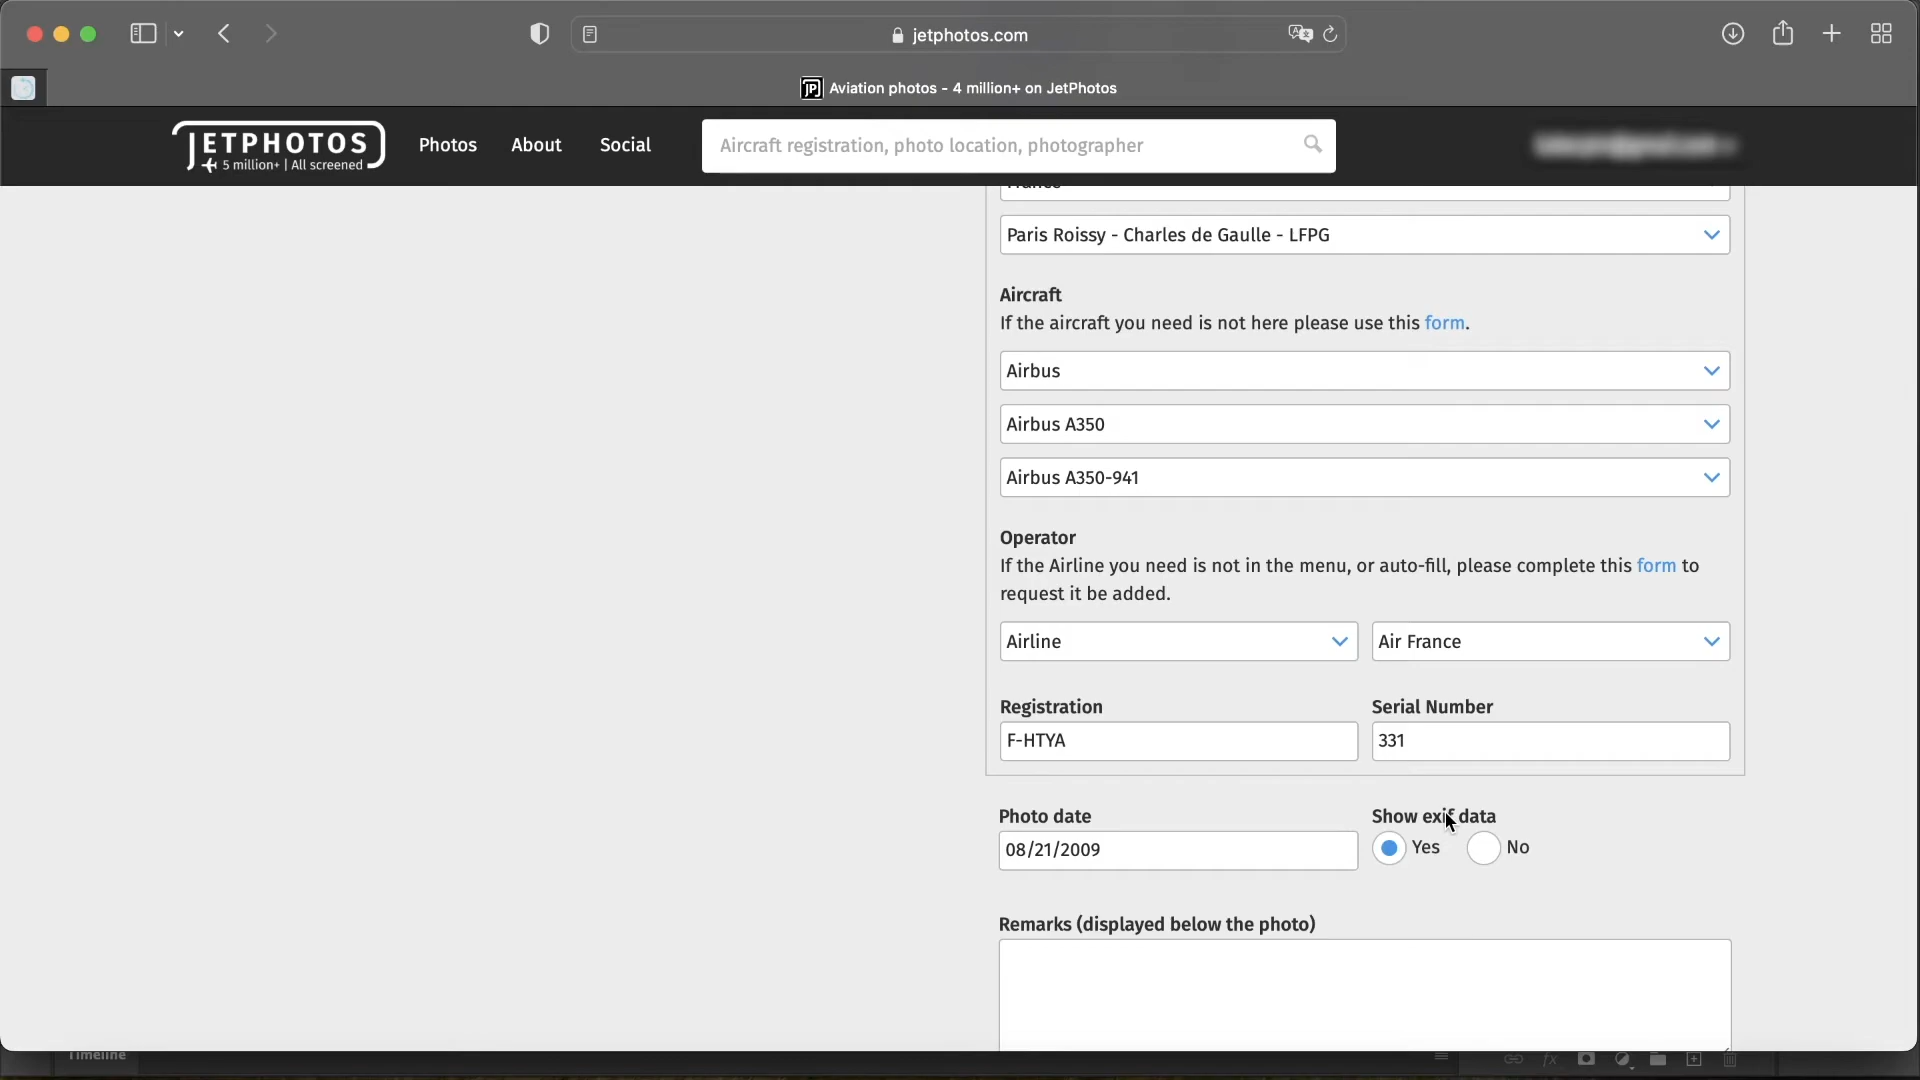 jetphotos.com
JP Aviation photos - 4 million+ on JetPhotos
JETPHOTOS
5 million+ | All screened
Photos
About
Social
Aircraft registration, photo location, photographer
France
Paris Roissy - Charles de Gaulle - LFPG
Aircraft
If the aircraft you need is not here please use this form.
Airbus
Airbus A350
Airbus A350-941
Operator
If the Airline you need is not in the menu, or auto-fill, please complete this form to
request it be added.
Airline
Air France
Registration
Serial Number
F-HTYA
331
Photo date
Show exif data
08/21/2009
Yes
No
Remarks (displayed below the photo)
Timeline
fx